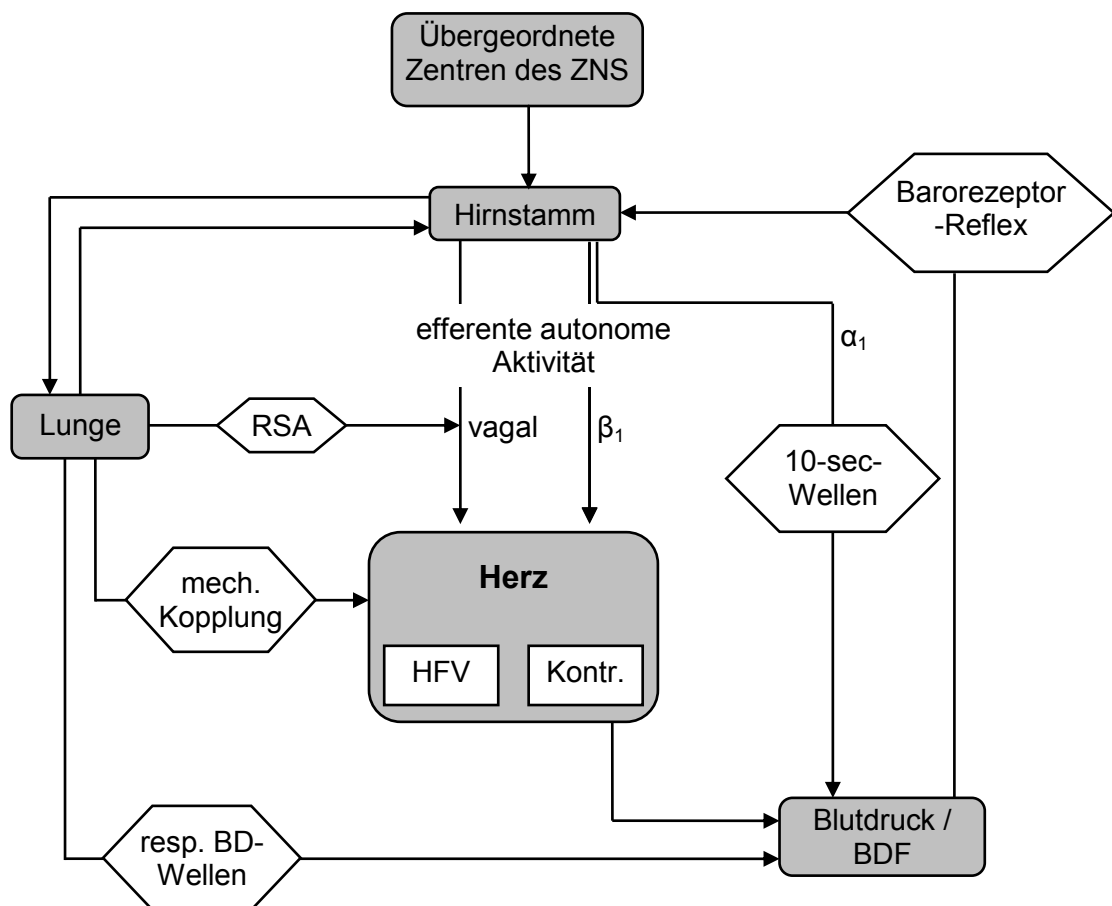 Übergeordnete
Zentren des ZNS
Hirnstamm
Barorezeptor
-Reflex
efferente autonome
Aktivität
α₁
Lunge
RSA
vagal
β₁
10-sec-
Wellen
mech.
Kopplung
Herz
HFV
Kontr.
resp. BD-
Wellen
Blutdruck /
BDF